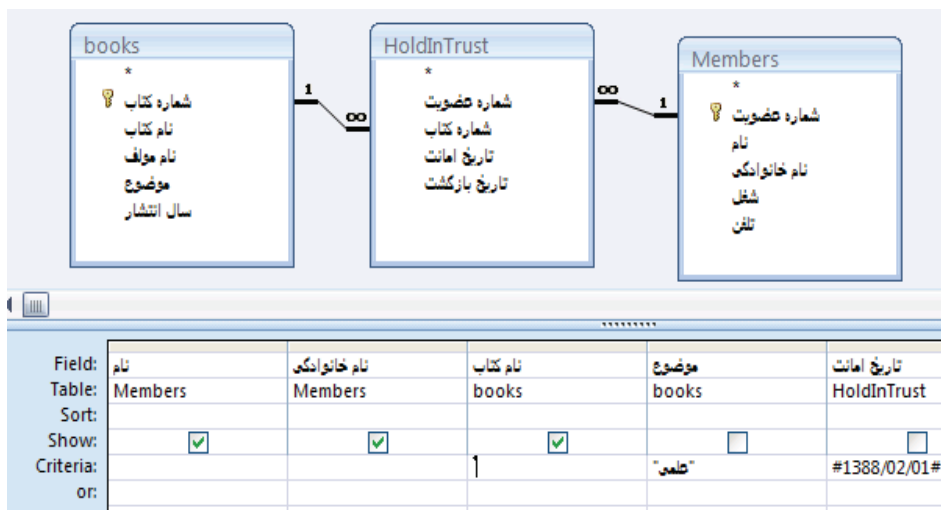 books
*
شماره کتاب
نام کتاب
نام مولف
موضوع
سال انتشار
1
∞
HoldInTrust
*
شماره عضویت
شماره کتاب
تاریخ امانت
تاریخ بازگشت
∞
1
Members
*
شماره عضویت
نام
نام خانوادگی
شغل
تلفن
Field: نام نام خانوادگی نام کتاب موضوع تاریخ امانت
Table: Members Members books books HoldInTrust
Sort:
Show:
Criteria: "علمی" #1388/02/01#
or: